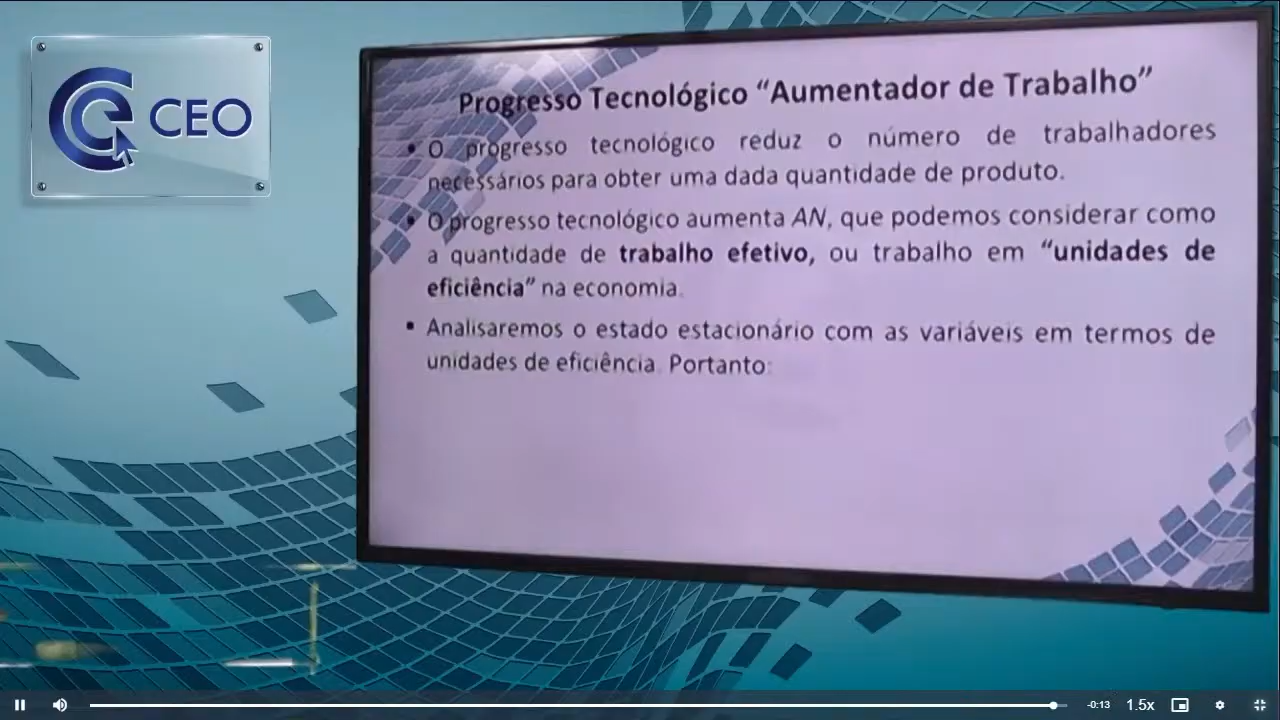 CEO
Progresso Tecnológico “Aumentador de Trabalho”
• O progresso tecnológico reduz o número de trabalhadores
necessários para obter uma dada quantidade de produto.
• O progresso tecnológico aumenta AN, que podemos considerar como
a quantidade de trabalho efetivo, ou trabalho em “unidades de
eficiência” na economia.
▪ Analisaremos o estado estacionário com as variáveis em termos de
unidades de eficiência. Portanto:
-0:13 1.5x